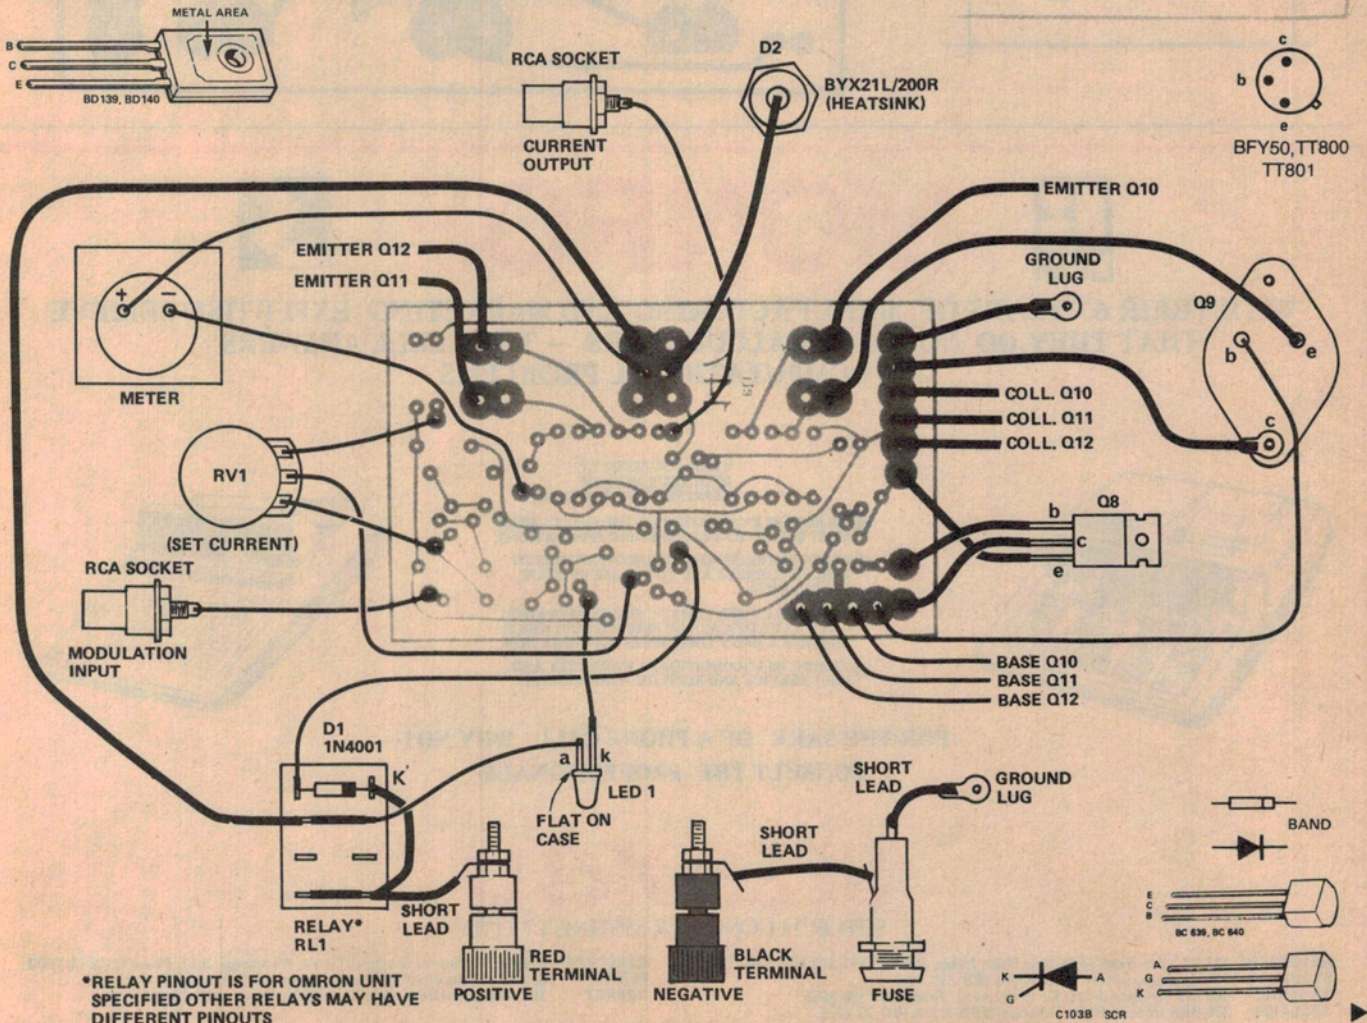 METAL AREA
B
C
E
BD139, BD140
RCA SOCKET
CURRENT
OUTPUT
D2
BYX21L/200R
(HEATSINK)
c
b
e
BFY50,TT800
TT801
EMITTER Q10
EMITTER Q12
EMITTER Q11
GROUND
LUG
Q9
b
e
c
+
−
METER
COLL. Q10
COLL. Q11
COLL. Q12
RV1
(SET CURRENT)
Q8
b
c
e
RCA SOCKET
MODULATION
INPUT
BASE Q10
BASE Q11
BASE Q12
D1
1N4001
K
a
k
LED 1
FLAT ON
CASE
SHORT
LEAD
GROUND
LUG
BAND
SHORT
LEAD
RELAY*
RL1
SHORT
LEAD
RED
TERMINAL
POSITIVE
BLACK
TERMINAL
NEGATIVE
FUSE
E
C
B
BC 639, BC 640
K
A
G
A
G
K
C103B SCR
*RELAY PINOUT IS FOR OMRON UNIT
SPECIFIED OTHER RELAYS MAY HAVE
DIFFERENT PINOUTS